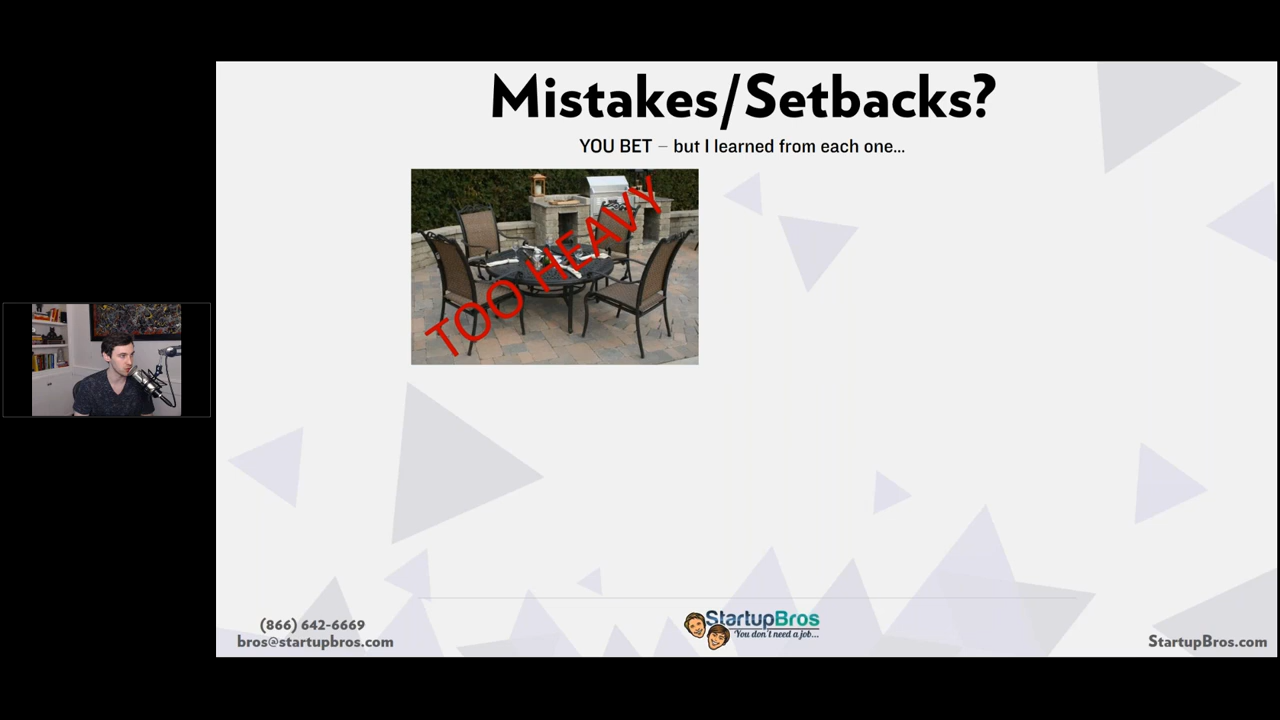 Mistakes/Setbacks?
YOU BET – but I learned from each one...
TOO HEAVY
(866) 642-6669
bros@startupbros.com
StartupBros
"You don't need a job...
StartupBros.com